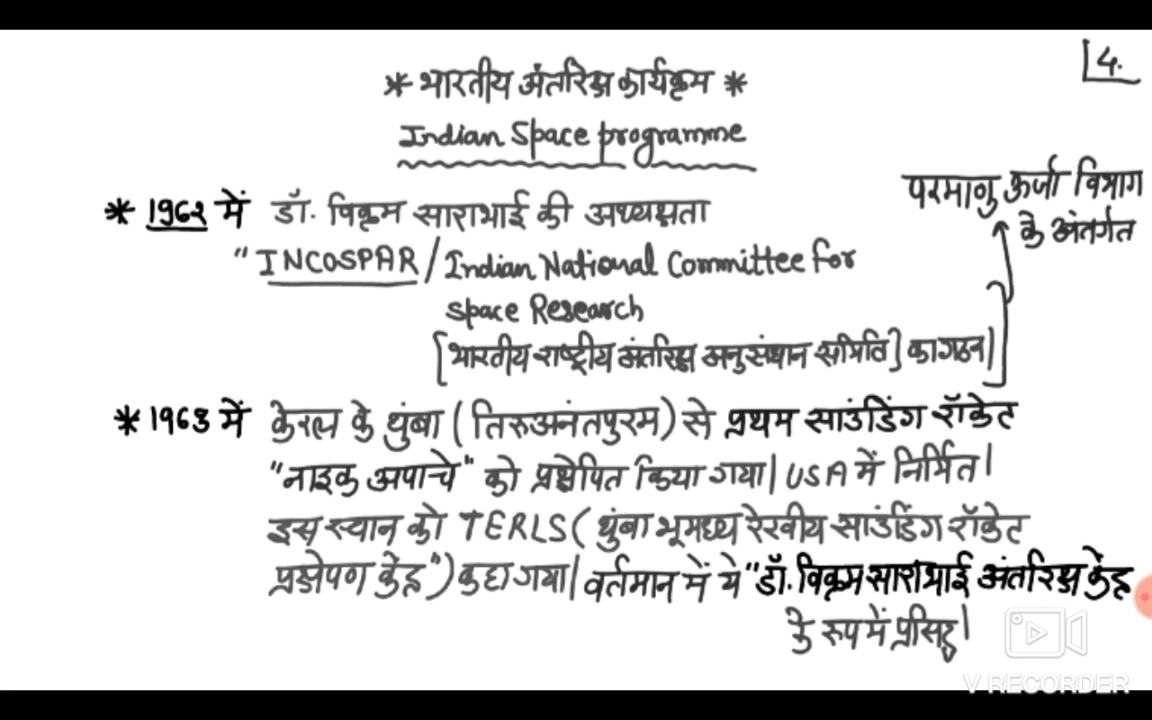 4.
* भारतीय अंतरिक्ष कार्यक्रम *
Indian Space programme
* 1962 में डॉ. विक्रम साराभाई की अध्यक्षता
"INCOSPAR / Indian National Committee for
space Research
[भारतीय राष्ट्रीय अंतरिक्ष अनुसंधान समिति] का गठन|
परमाणु ऊर्जा विभाग
के अंतर्गत
* 1963 में केरल के थुंबा (तिरुअनंतपुरम) से प्रथम साउंडिंग रॉकेट
"नाइक अपाचे" को प्रक्षेपित किया गया| USA में निर्मित|
इस स्थान को TERLS ( थुंबा भूमध्य रेखीय साउंडिंग रॉकेट
प्रक्षेपण केंद्र") कहा गया| वर्तमान में ये "डॉ. विक्रम साराभाई अंतरिक्ष केंद्र
के रूप में प्रसिद्ध|
V RECORDER